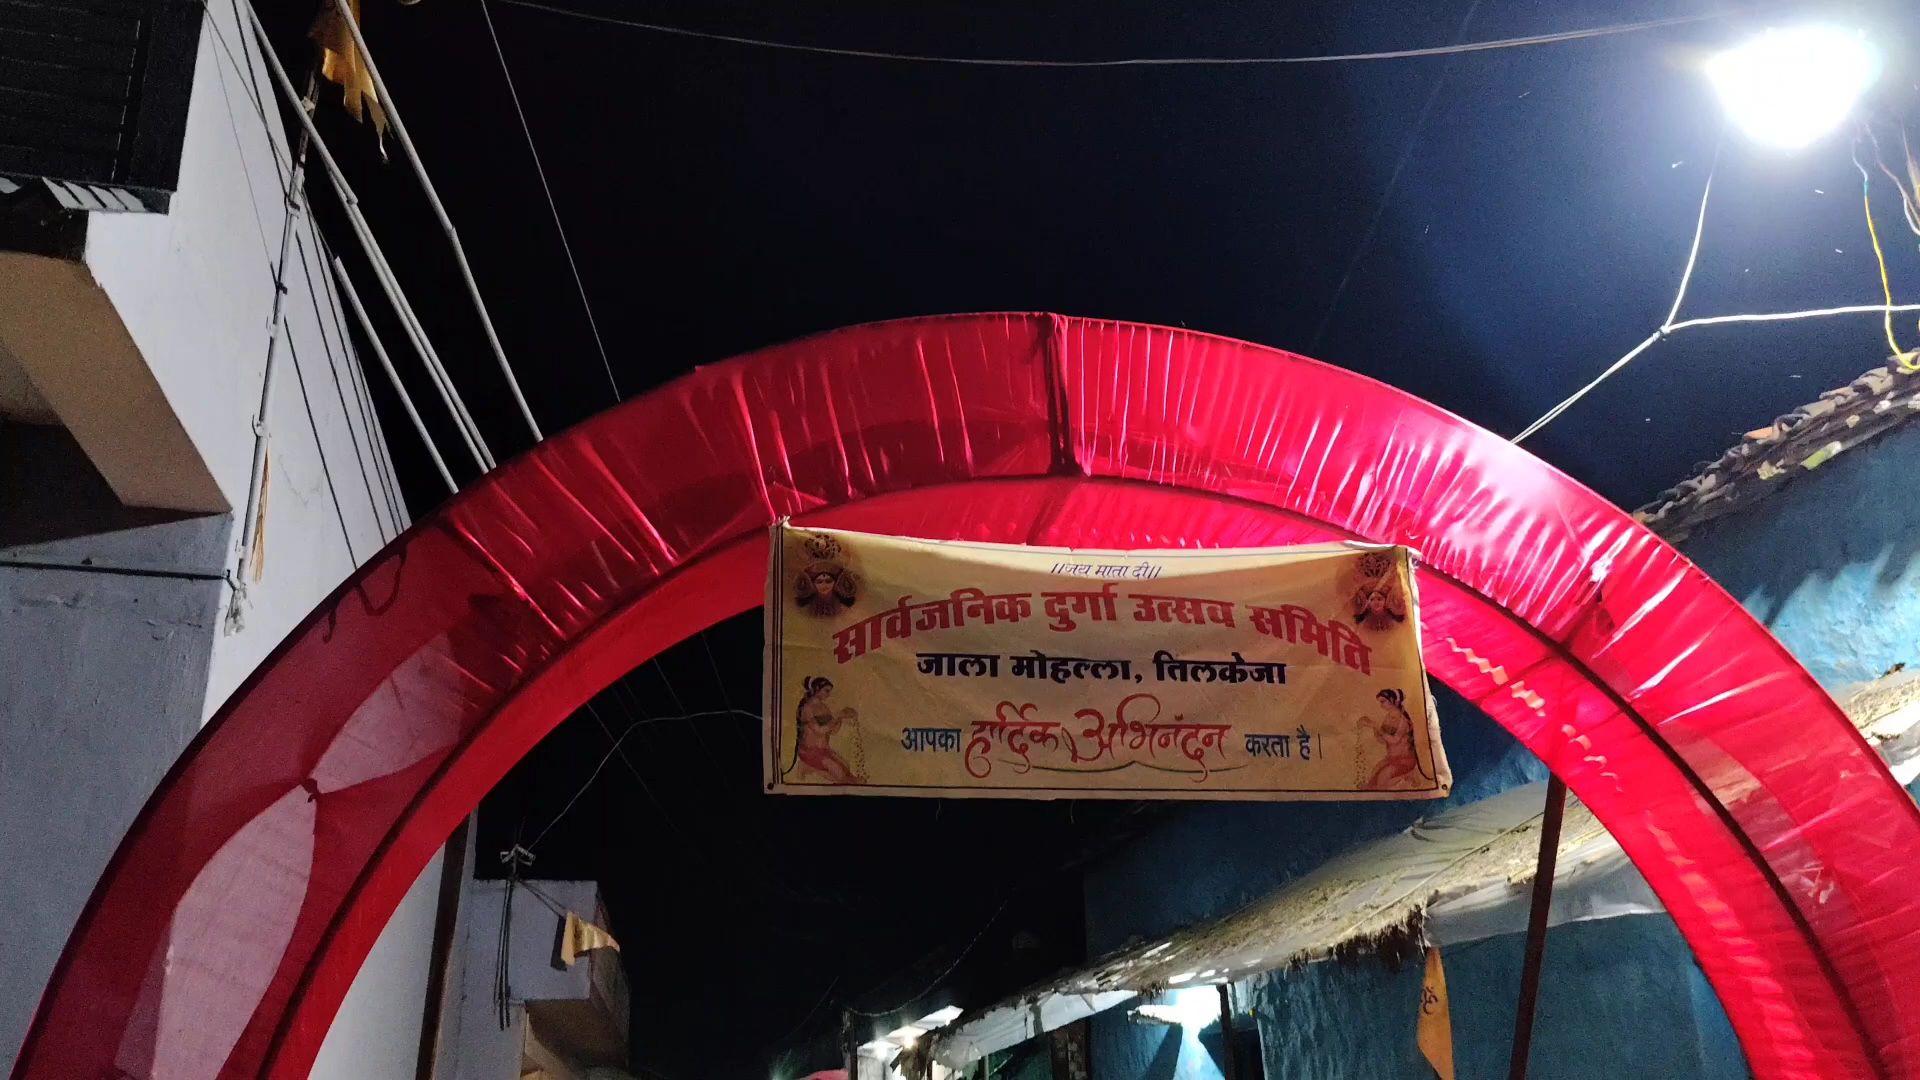 ।।जय माता दी।।
सार्वजनिक दुर्गा उत्सव समिति
जाला मोहल्ला, तिलकेजा
आपका हार्दिक अभिनंदन करता है।
ॐ